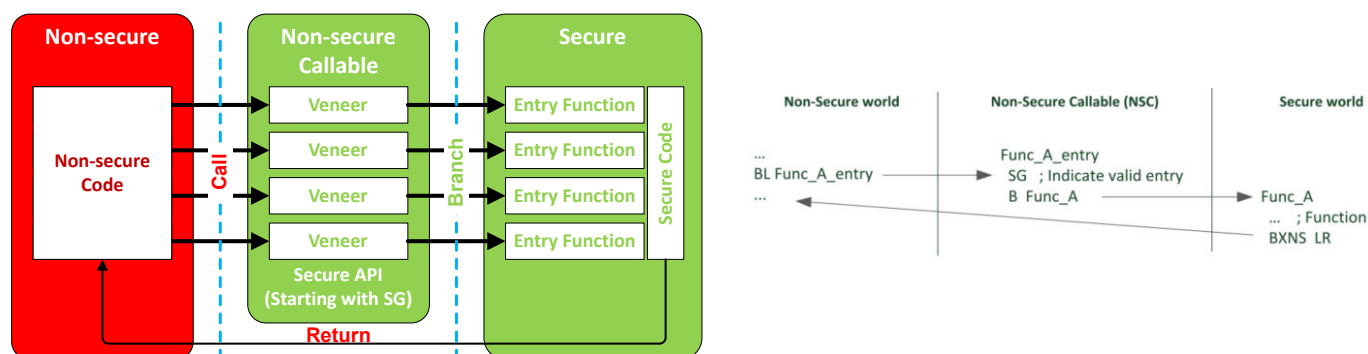 Non-secure
Non-secure
Code
Call
Non-secure
Callable
Veneer
Veneer
Veneer
Veneer
Secure API
(Starting with SG)
Branch
Secure
Entry Function
Entry Function
Entry Function
Entry Function
Secure Code
Return
Non-Secure world
...
BL Func_A_entry
...
Non-Secure Callable (NSC)
Func_A_entry
SG ; Indicate valid entry
B Func_A
Secure world
Func_A
... ; Function
BXNS LR